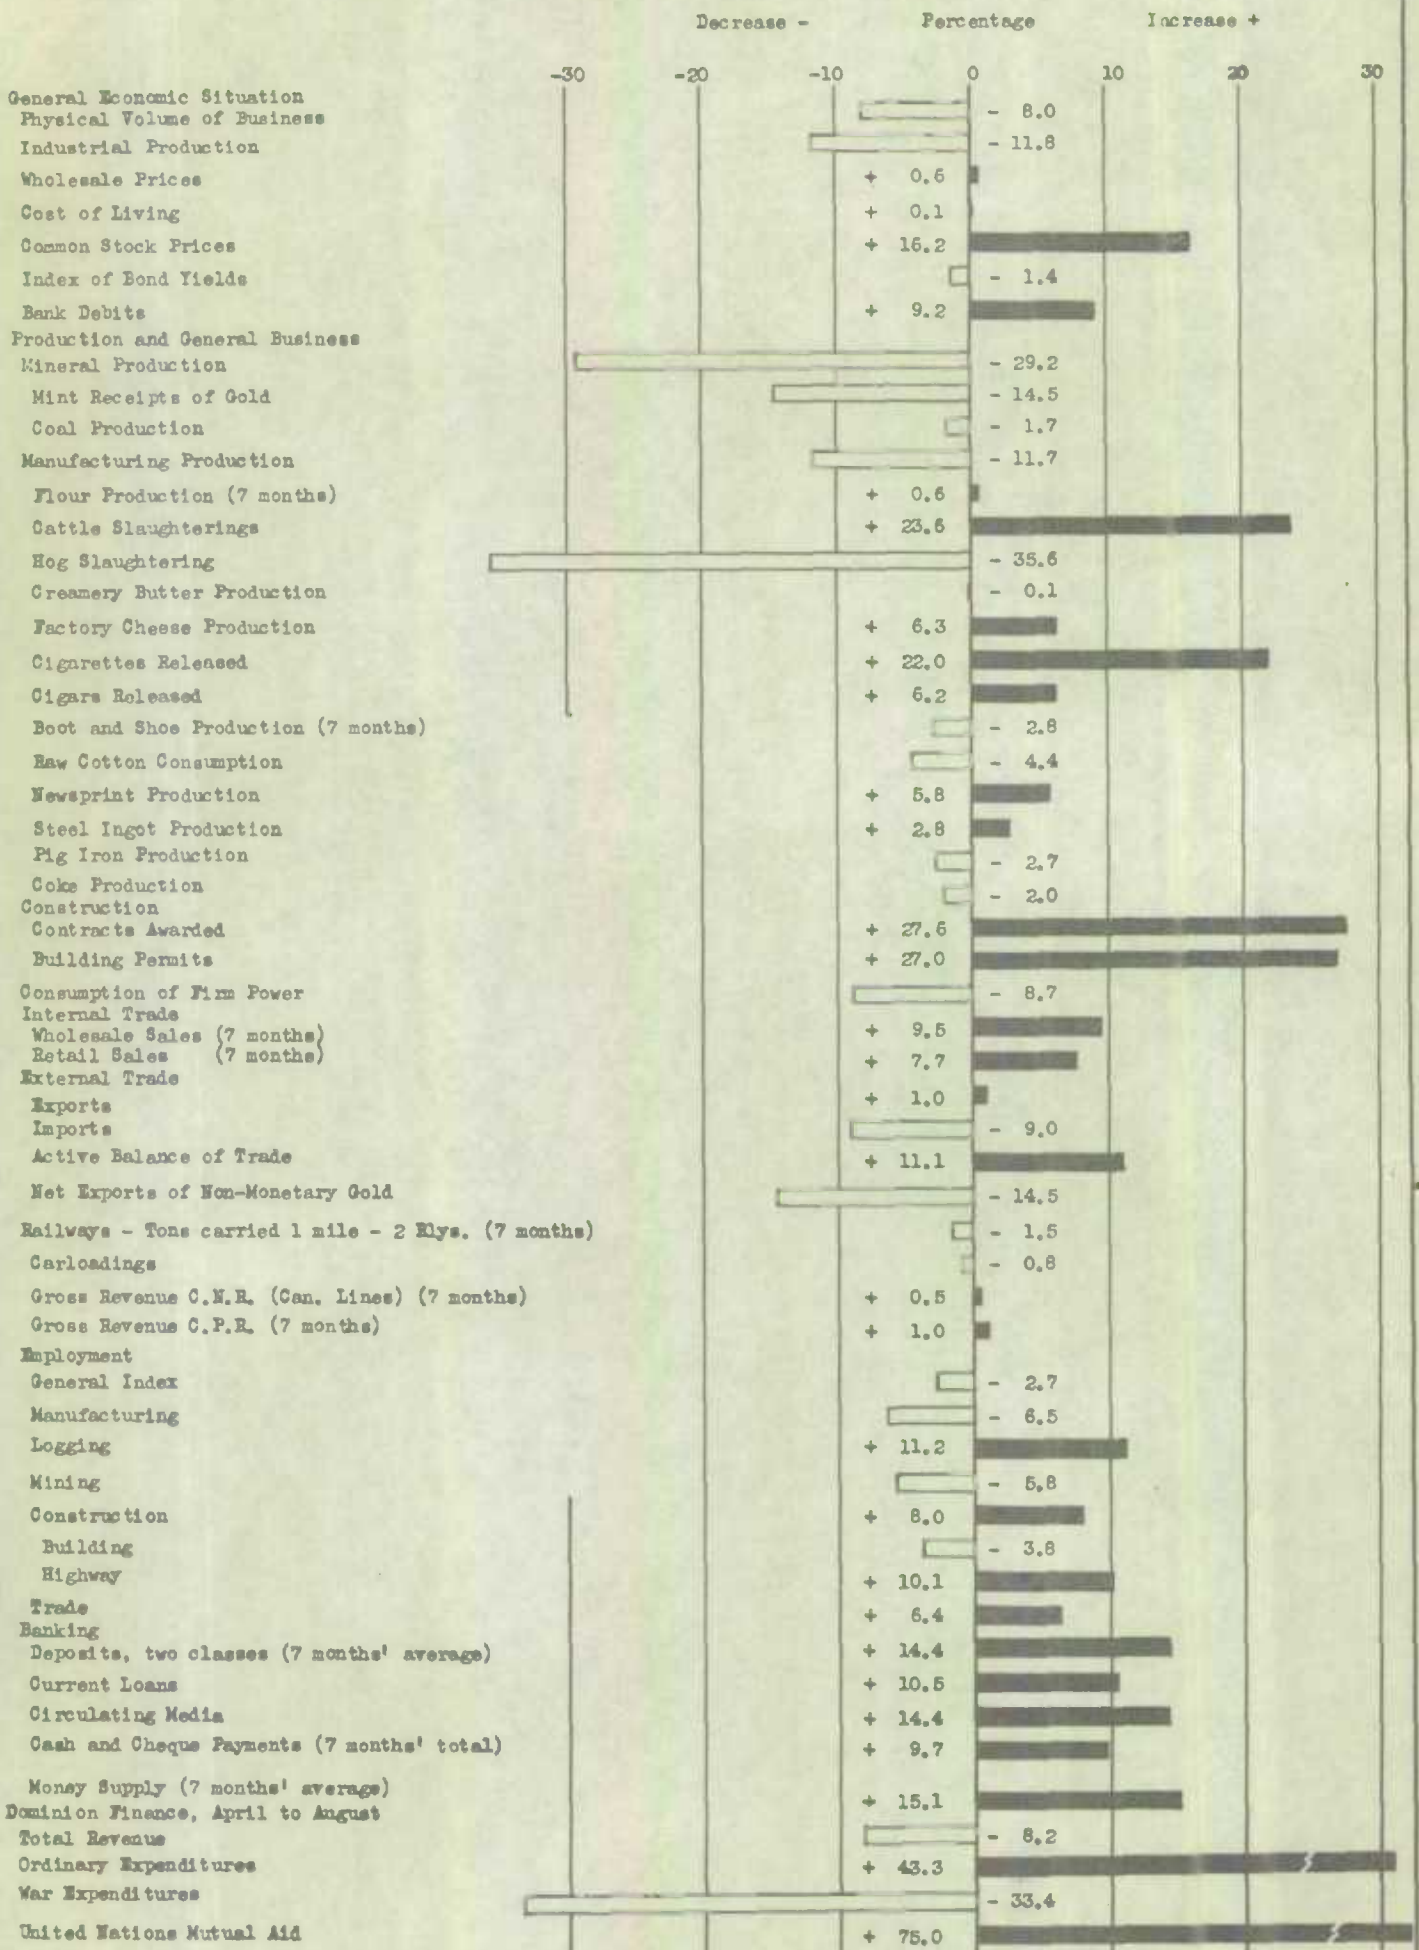 Decrease - Percentage Increase +
-30 -20 -10 0 10 20 30
General Economic Situation
Physical Volume of Business - 8.0
Industrial Production - 11.8
Wholesale Prices + 0.6
Cost of Living + 0.1
Common Stock Prices + 16.2
Index of Bond Yields - 1.4
Bank Debits + 9.2
Production and General Business
Mineral Production - 29.2
Mint Receipts of Gold - 14.5
Coal Production - 1.7
Manufacturing Production - 11.7
Flour Production (7 months) + 0.6
Cattle Slaughterings + 23.6
Hog Slaughtering - 35.6
Creamery Butter Production - 0.1
Factory Cheese Production + 6.3
Cigarettes Released + 22.0
Cigars Released + 6.2
Boot and Shoe Production (7 months) - 2.8
Raw Cotton Consumption - 4.4
Newsprint Production + 5.8
Steel Ingot Production + 2.8
Pig Iron Production - 2.7
Coke Production - 2.0
Construction
Contracts Awarded + 27.6
Building Permits + 27.0
Consumption of Firm Power - 8.7
Internal Trade
Wholesale Sales (7 months) + 9.5
Retail Sales (7 months) + 7.7
External Trade
Exports + 1.0
Imports - 9.0
Active Balance of Trade + 11.1
Net Exports of Non-Monetary Gold - 14.5
Railways - Tons carried 1 mile - 2 Rlys. (7 months) - 1.5
Carloadings - 0.8
Gross Revenue C.N.R. (Can. Lines) (7 months) + 0.5
Gross Revenue C.P.R. (7 months) + 1.0
Employment
General Index - 2.7
Manufacturing - 6.5
Logging + 11.2
Mining - 5.8
Construction + 8.0
Building - 3.8
Highway + 10.1
Trade + 6.4
Banking
Deposits, two classes (7 months' average) + 14.4
Current Loans + 10.5
Circulating Media + 14.4
Cash and Cheque Payments (7 months' total) + 9.7
Money Supply (7 months' average) + 15.1
Dominion Finance, April to August
Total Revenue - 8.2
Ordinary Expenditures + 43.3
War Expenditures - 33.4
United Nations Mutual Aid + 75.0